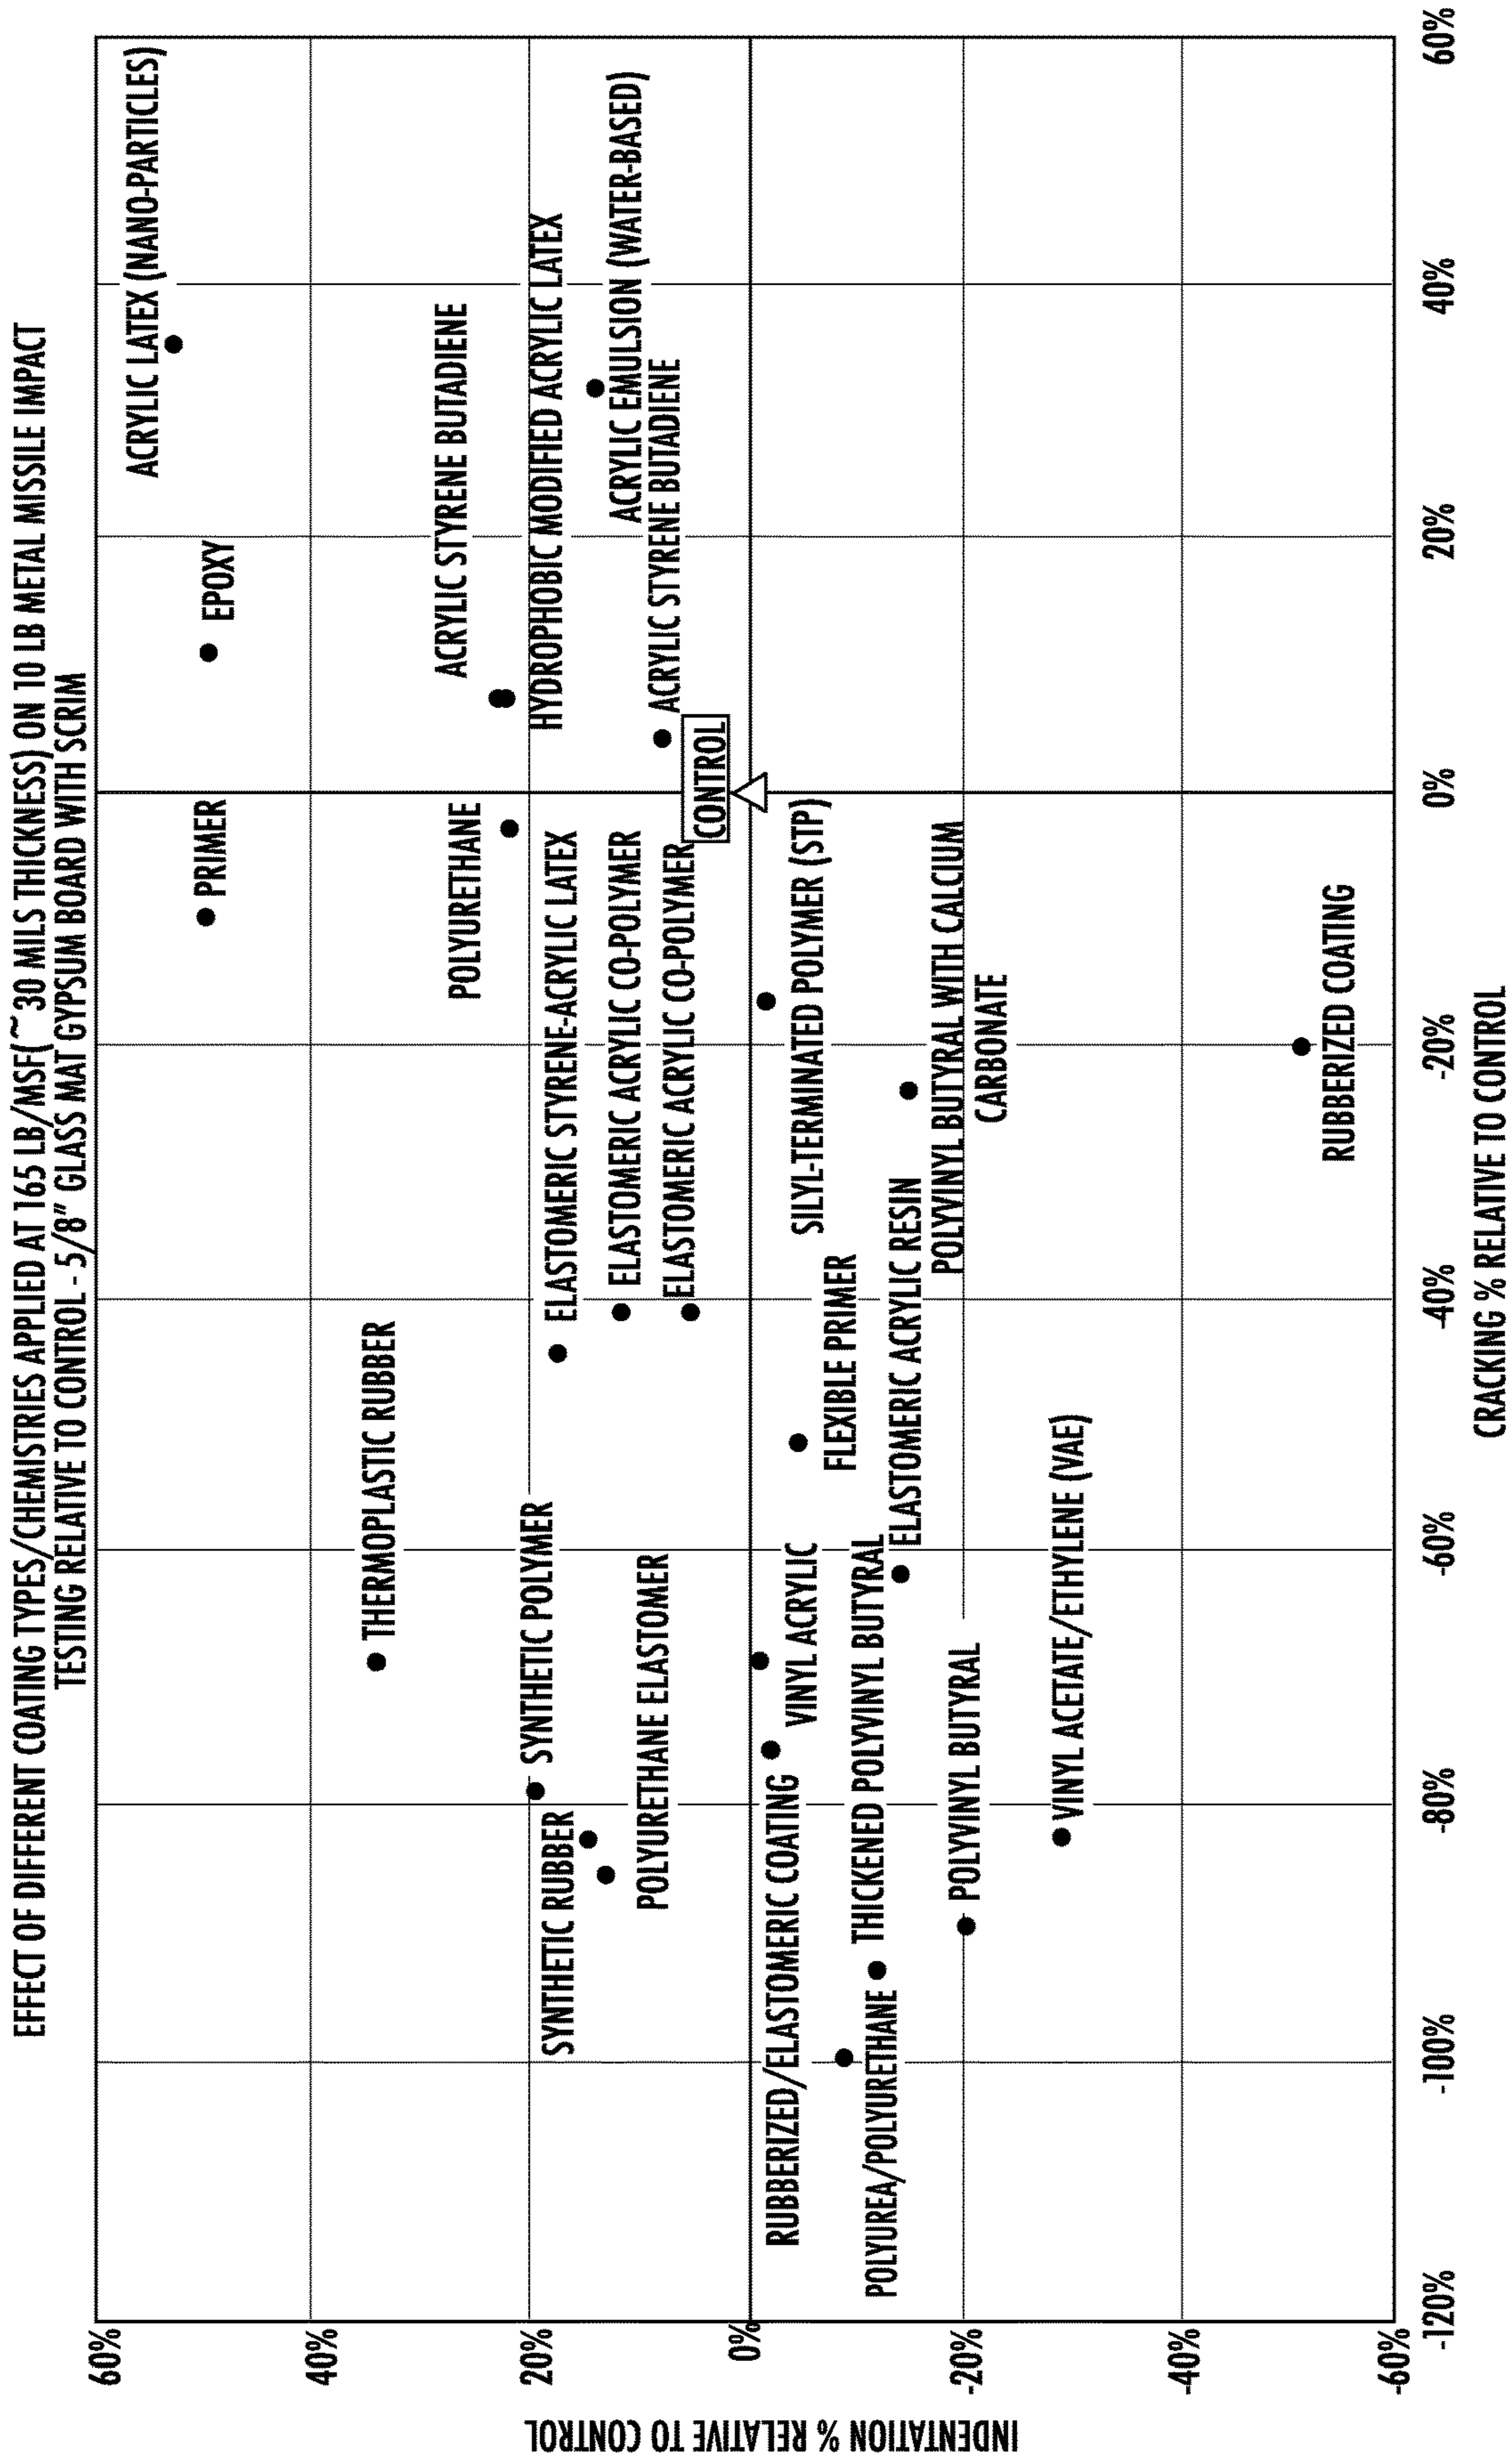 EFFECT OF DIFFERENT COATING TYPES/CHEMISTRIES APPLIED AT 165 LB/MSF(~30 MILS THICKNESS) ON 10 LB METAL MISSILE IMPACT
TESTING RELATIVE TO CONTROL - 5/8" GLASS MAT GYPSUM BOARD WITH SCRIM
INDENTATION % RELATIVE TO CONTROL
60%
40%
20%
0%
-20%
-40%
-60%
ACRYLIC LATEX (NANO-PARTICLES)
EPOXY
PRIMER
THERMOPLASTIC RUBBER
ACRYLIC STYRENE BUTADIENE
POLYURETHANE
SYNTHETIC POLYMER
HYDROPHOBIC MODIFIED ACRYLIC LATEX
ELASTOMERIC STYRENE-ACRYLIC LATEX
SYNTHETIC RUBBER
ELASTOMERIC ACRYLIC CO-POLYMER
ACRYLIC EMULSION (WATER-BASED)
POLYURETHANE ELASTOMER
ELASTOMERIC ACRYLIC CO-POLYMER
ACRYLIC STYRENE BUTADIENE
CONTROL
RUBBERIZED/ELASTOMERIC COATING
VINYL ACRYLIC
SILYL-TERMINATED POLYMER (STP)
FLEXIBLE PRIMER
THICKENED POLYVINYL BUTYRAL
POLYUREA/POLYURETHANE
ELASTOMERIC ACRYLIC RESIN
POLYVINYL BUTYRAL WITH CALCIUM
CARBONATE
POLYVINYL BUTYRAL
VINYL ACETATE/ETHYLENE (VAE)
RUBBERIZED COATING
-120%
-100%
-80%
-60%
-40%
-20%
0%
20%
40%
60%
CRACKING % RELATIVE TO CONTROL